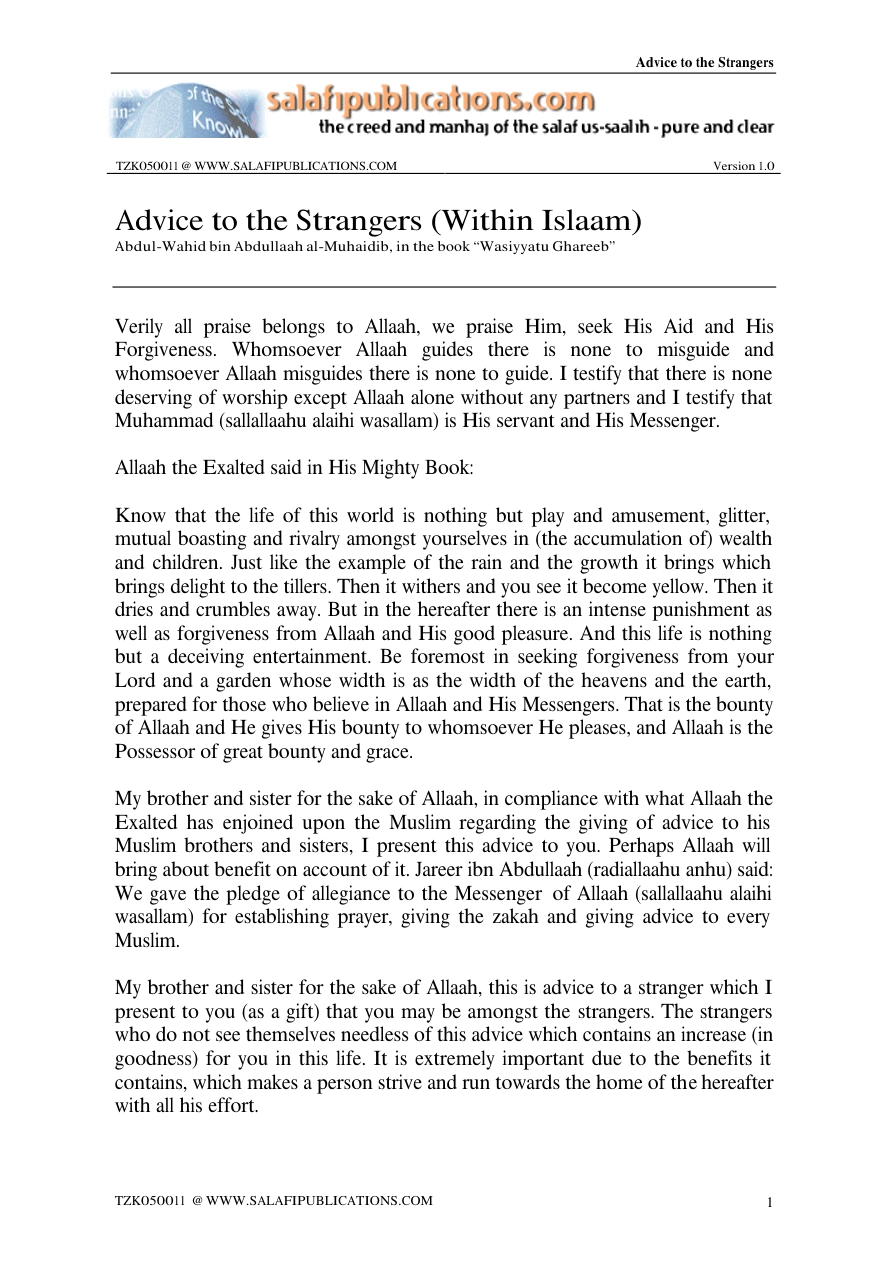 Advice to the Strangers
of the
Know
salafipublications.com
the creed and manhaj of the salaf us-saalih - pure and clear
TZK050011 @ WWW.SALAFIPUBLICATIONS.COM Version 1.0
Advice to the Strangers (Within Islaam)
Abdul-Wahid bin Abdullaah al-Muhaidib, in the book “Wasiyyatu Ghareeb”
Verily all praise belongs to Allaah, we praise Him, seek His Aid and His
Forgiveness. Whomsoever Allaah guides there is none to misguide and
whomsoever Allaah misguides there is none to guide. I testify that there is none
deserving of worship except Allaah alone without any partners and I testify that
Muhammad (sallallaahu alaihi wasallam) is His servant and His Messenger.
Allaah the Exalted said in His Mighty Book:
Know that the life of this world is nothing but play and amusement, glitter,
mutual boasting and rivalry amongst yourselves in (the accumulation of) wealth
and children. Just like the example of the rain and the growth it brings which
brings delight to the tillers. Then it withers and you see it become yellow. Then it
dries and crumbles away. But in the hereafter there is an intense punishment as
well as forgiveness from Allaah and His good pleasure. And this life is nothing
but a deceiving entertainment. Be foremost in seeking forgiveness from your
Lord and a garden whose width is as the width of the heavens and the earth,
prepared for those who believe in Allaah and His Messengers. That is the bounty
of Allaah and He gives His bounty to whomsoever He pleases, and Allaah is the
Possessor of great bounty and grace.
My brother and sister for the sake of Allaah, in compliance with what Allaah the
Exalted has enjoined upon the Muslim regarding the giving of advice to his
Muslim brothers and sisters, I present this advice to you. Perhaps Allaah will
bring about benefit on account of it. Jareer ibn Abdullaah (radiallaahu anhu) said:
We gave the pledge of allegiance to the Messenger of Allaah (sallallaahu alaihi
wasallam) for establishing prayer, giving the zakah and giving advice to every
Muslim.
My brother and sister for the sake of Allaah, this is advice to a stranger which I
present to you (as a gift) that you may be amongst the strangers. The strangers
who do not see themselves needless of this advice which contains an increase (in
goodness) for you in this life. It is extremely important due to the benefits it
contains, which makes a person strive and run towards the home of the hereafter
with all his effort.
TZK050011 @ WWW.SALAFIPUBLICATIONS.COM 1